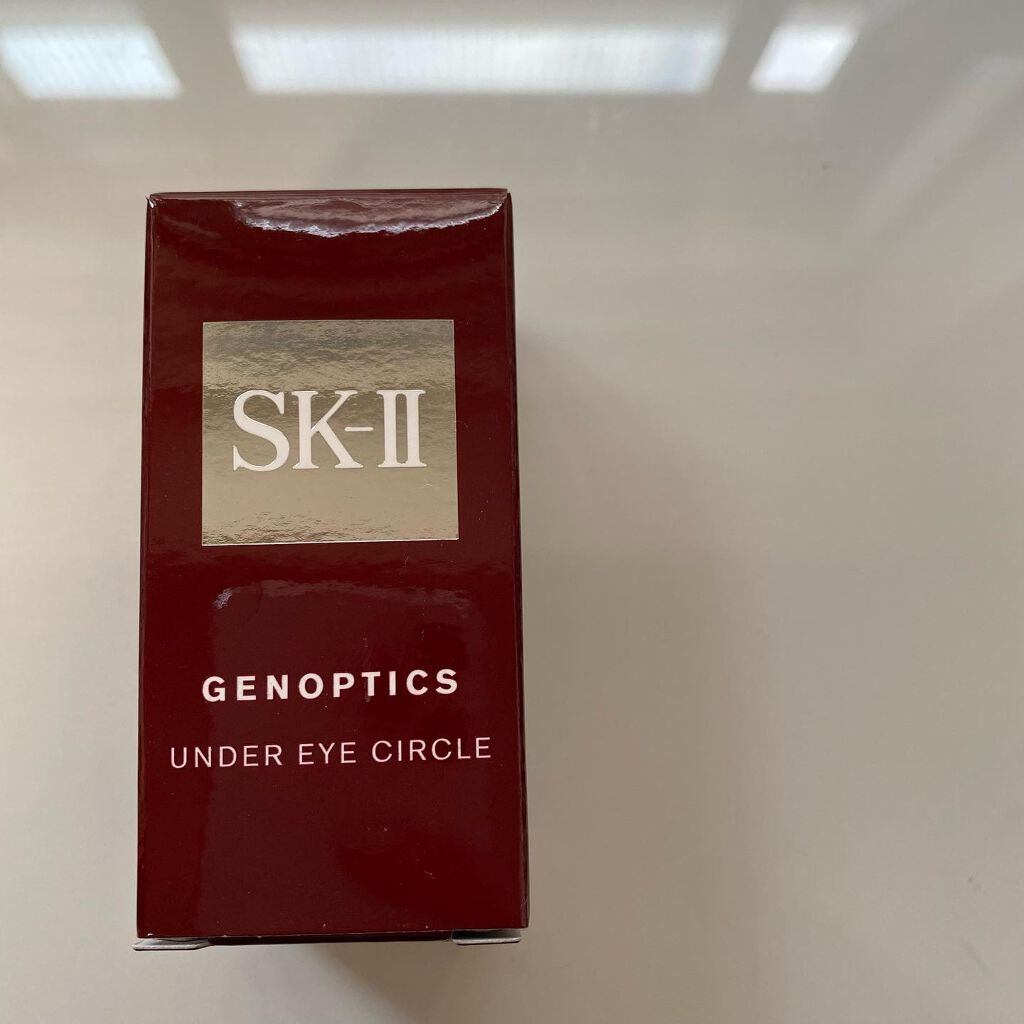 SK-II
GENOPTICS
UNDER EYE CIRCLE